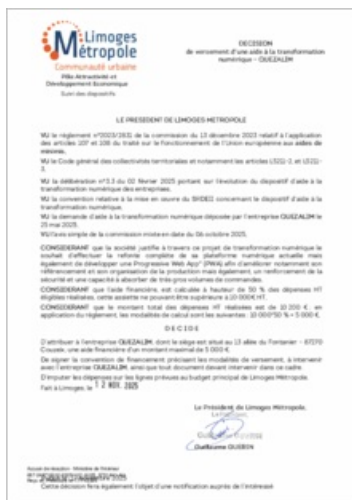 Limoges
Métropole
Communauté urbaine
Pôle Attractivité et
Développement Economique
Suivi des dispositifs
DECISION
de versement d'une aide à la transformation
numérique - QUEZALIM
LE PRESIDENT DE LIMOGES METROPOLE
VU le règlement n°2023/2831 de la commission du 13 décembre 2023 relatif à l'application
des articles 107 et 108 du traité sur le fonctionnement de l'Union européenne aux aides de
minimis.
VU le Code général des collectivités territoriales et notamment les articles L5211-
VU la délibération n°3.3 du 02 février 2025 portant sur l'évolution du dispositif d'aide à la
transformation numérique des entreprises.
VU la convention relative à la mise en œuvre du SRDEII concernant le dispositif d'aide à la
transformation numérique.
VU la demande d'aide à la transformation numérique déposée par l'entreprise QUEZALIM le
25 mai 2025.
VU l'avis simple de la commission mixte en date du 06 octobre 2025,
CONSIDERANT que la société justifie à travers ce projet de transformation numérique le
souhait d'effectuer la refonte complète de sa plateforme numérique actuelle mais
également de développer une Progressive Web App" (PWA) afin d'améliorer notamment son
référencement et son organisation de la production mais également, un renforcement de la
sécurité et une capacité à absorber de très gros volumes de commandes.
CONSIDERANT que l'aide financière, est calculée à hauteur de 50 % des dépenses HT
éligibles réalisées, cette assiette ne pouvant être supérieure à 10 000€ HT.
CONSIDERANT que le montant total des dépenses HT réalisées est de 10 200 €, en
application du règlement, les modalités de calcul sont les suivantes : 10 000*50 % = 5 000 €.
DECIDE
D'attribuer à l'entreprise QUEZALIM, dont le siège est situé au 13 allée du Fontanier - 87270
Couzeix, une aide financière d'un montant maximal de 5 000 €.
De signer la convention de financement précisant les modalités de versement, à intervenir
avec l'entreprise QUEZALIM, ainsi que tout document devant intervenir dans ce cadre.
D'imputer les dépenses sur les lignes prévues au budget principal de Limoges Métropole.
Fait à Limoges, le 12 NOV. 2025
Le Président de Limoges Métropole,
Guillaume GUERIN
Accusé de réception - Ministère de l'Intérieur
Cette décision fera également l'objet d'une notification auprès de l'intéressé